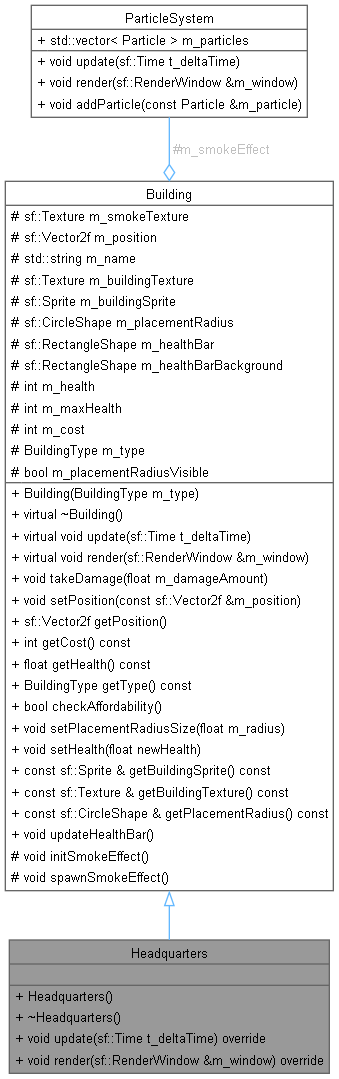 ParticleSystem
+ std::vector< Particle > m_particles
+ void update(sf::Time t_deltaTime)
+ void render(sf::RenderWindow &m_window)
+ void addParticle(const Particle &m_particle)
#m_smokeEffect
Building
# sf::Texture m_smokeTexture
# sf::Vector2f m_position
# std::string m_name
# sf::Texture m_buildingTexture
# sf::Sprite m_buildingSprite
# sf::CircleShape m_placementRadius
# sf::RectangleShape m_healthBar
# sf::RectangleShape m_healthBarBackground
# int m_health
# int m_maxHealth
# int m_cost
# BuildingType m_type
# bool m_placementRadiusVisible
+ Building(BuildingType m_type)
+ virtual ~Building()
+ virtual void update(sf::Time t_deltaTime)
+ virtual void render(sf::RenderWindow &m_window)
+ void takeDamage(float m_damageAmount)
+ void setPosition(const sf::Vector2f &m_position)
+ sf::Vector2f getPosition()
+ int getCost() const
+ float getHealth() const
+ BuildingType getType() const
+ bool checkAffordability()
+ void setPlacementRadiusSize(float m_radius)
+ void setHealth(float newHealth)
+ const sf::Sprite & getBuildingSprite() const
+ const sf::Texture & getBuildingTexture() const
+ const sf::CircleShape & getPlacementRadius() const
+ void updateHealthBar()
# void initSmokeEffect()
# void spawnSmokeEffect()
Headquarters
+ Headquarters()
+ ~Headquarters()
+ void update(sf::Time t_deltaTime) override
+ void render(sf::RenderWindow &m_window) override